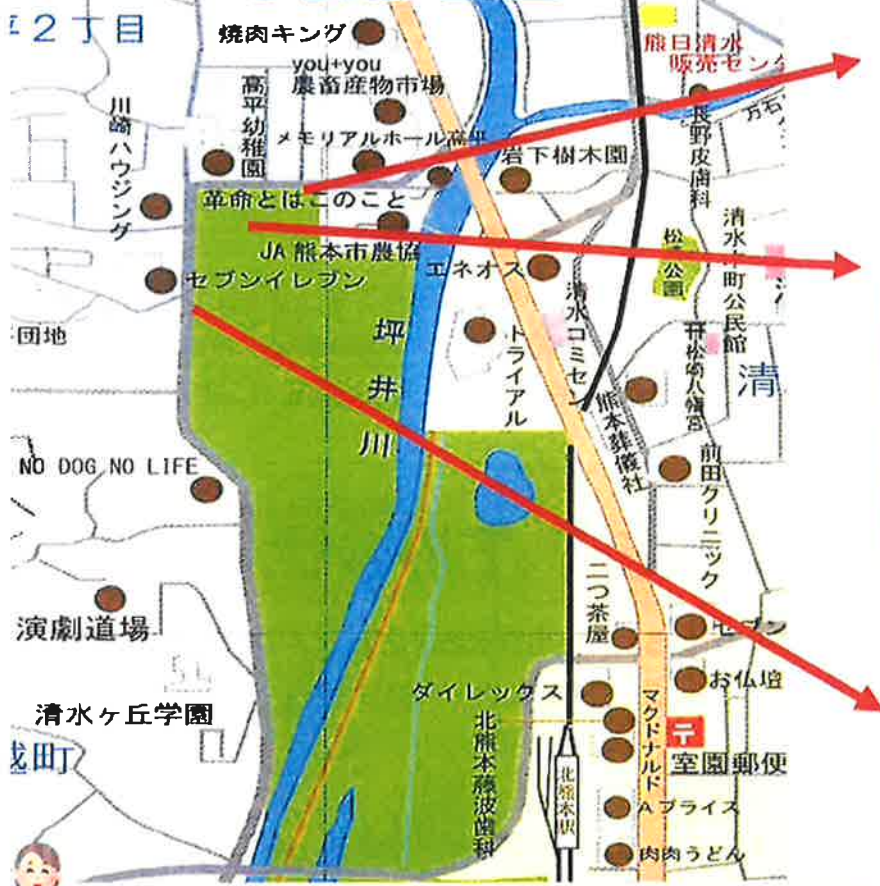 ２丁目
焼肉キング
you+you
農畜産物市場
熊日清水
販売センタ
川崎ハウジング
高平幼稚園
メモリアルホール高平
岩下樹木園
長野皮膚科
万石
革命とはこのこと
JA熊本市農協
セブンイレブン
エネオス
松崎公園
清水
町公民館
団地
坪井川
トライアル
清水コミセン
松崎八幡宮
清
熊本葬儀社
NO DOG NO LIFE
前田クリニック
演劇道場
二つ茶屋
セブン
清水ヶ丘学園
ダイレックス
お仏壇
マクドナルド
〒
室園郵便
町
北熊本藤波歯科
北熊本駅
Aプライス
肉肉うどん